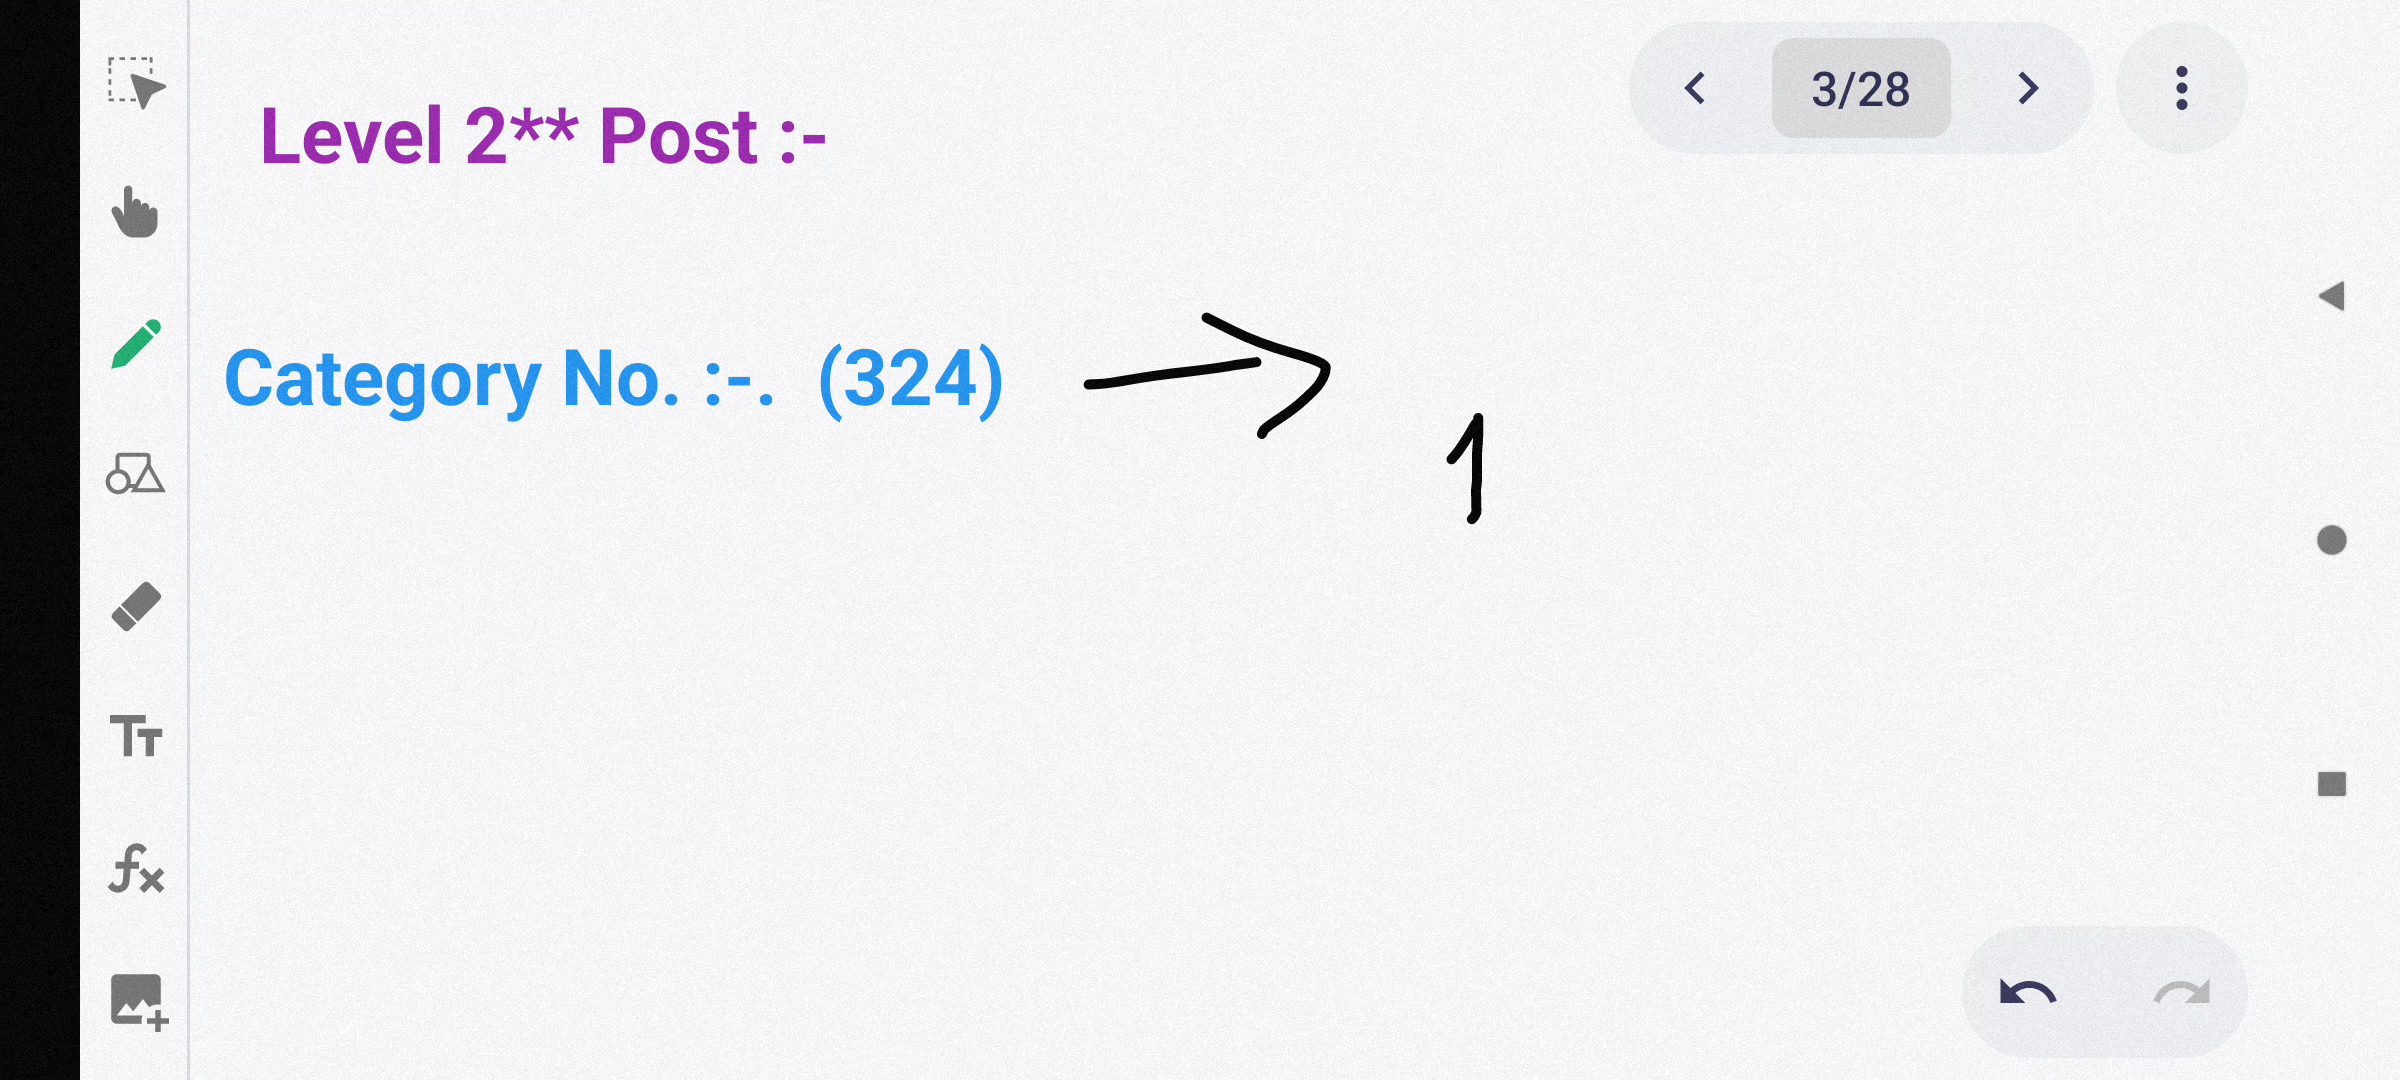 3/28
Level 2** Post :-
Category No. :-. (324)
1